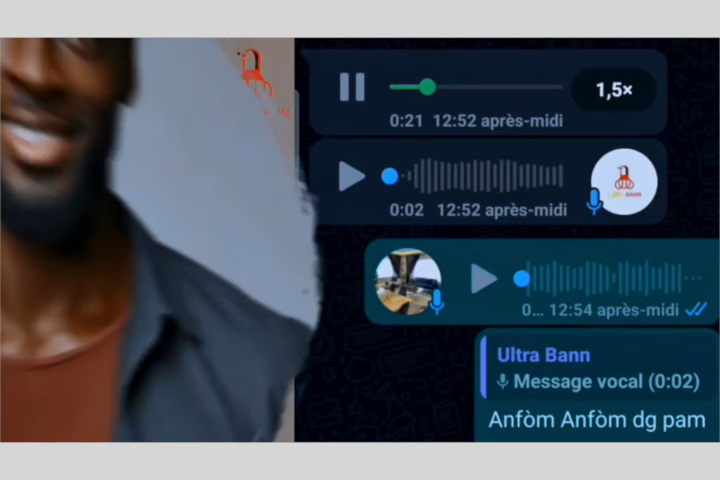 1,5×
0:21 12:52 après-midi
0:02 12:52 après-midi
BANN
0... 12:54 après-midi
Ultra Bann
Message vocal (0:02)
Anfòm Anfòm dg pam